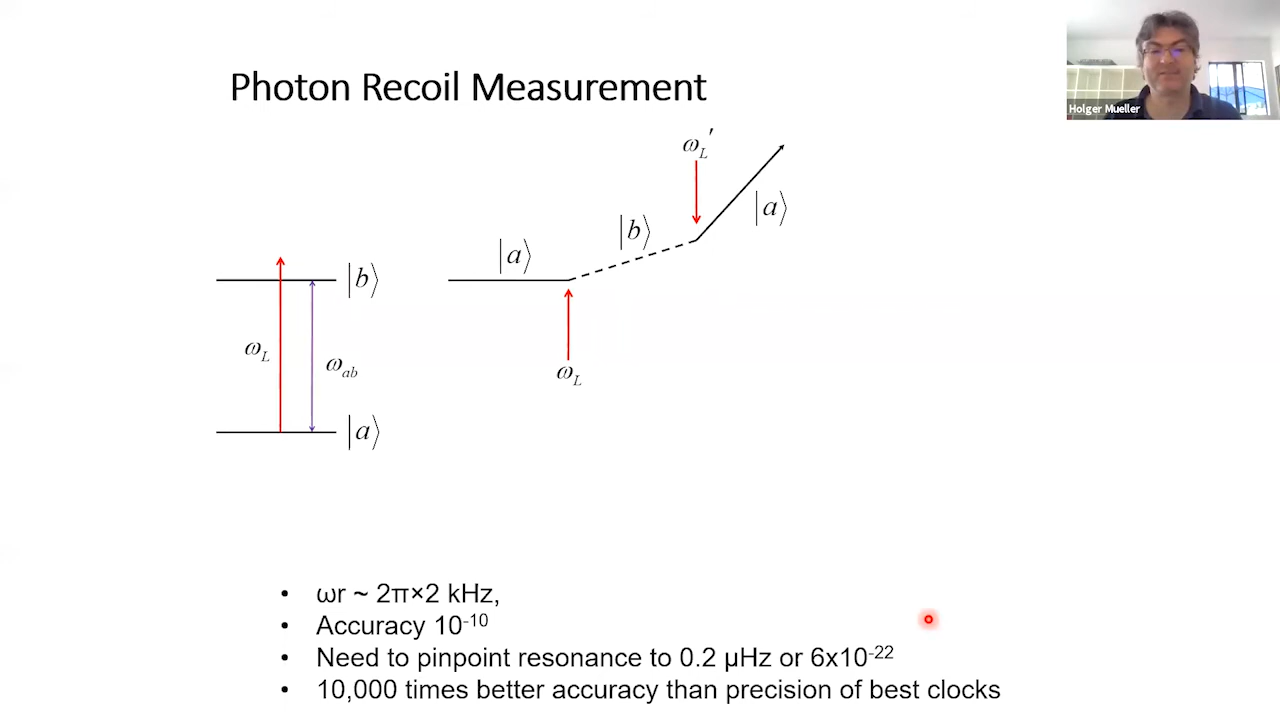 Photon Recoil Measurement
Holger Mueller
ω_L′
|a⟩
|b⟩
|a⟩
|b⟩
ω_L
ω_ab
ω_L
|a⟩
• ωr ~ 2π×2 kHz,
• Accuracy 10⁻¹⁰
• Need to pinpoint resonance to 0.2 μHz or 6x10⁻²²
• 10,000 times better accuracy than precision of best clocks